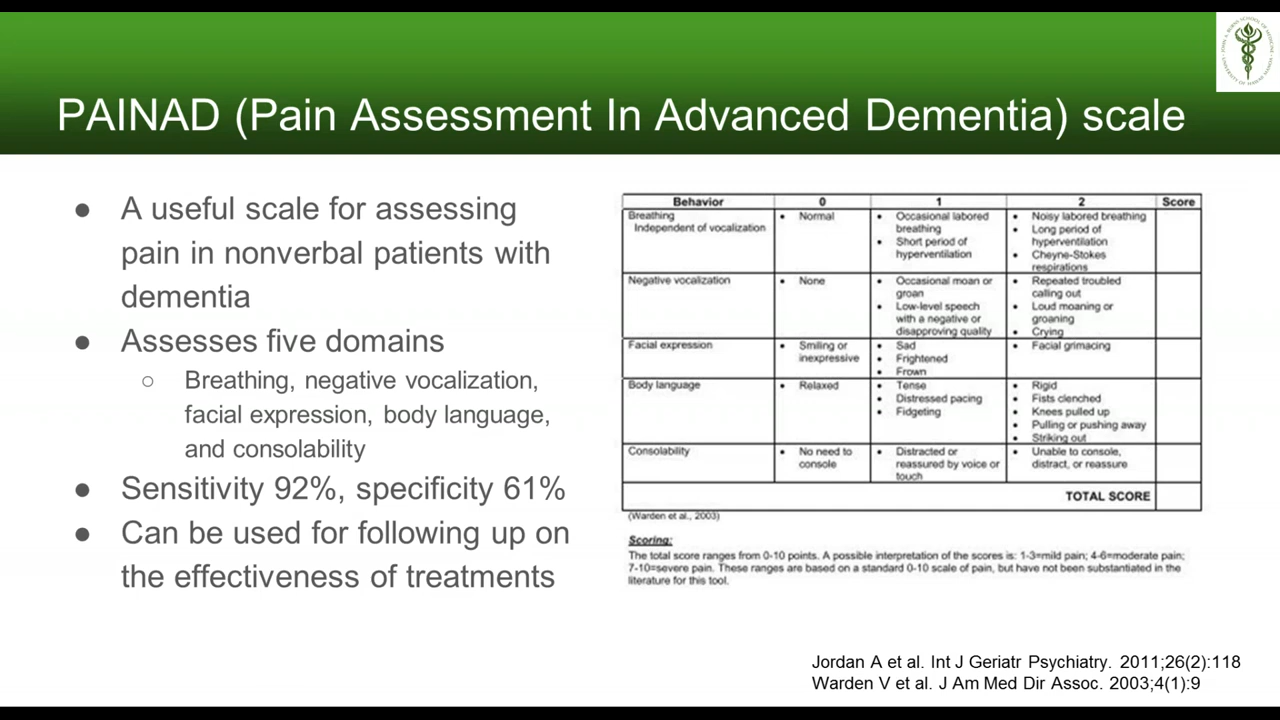 PAINAD (Pain Assessment In Advanced Dementia) scale
● A useful scale for assessing
pain in nonverbal patients with
dementia
● Assesses five domains
○ Breathing, negative vocalization,
facial expression, body language,
and consolability
● Sensitivity 92%, specificity 61%
● Can be used for following up on
the effectiveness of treatments
Behavior 0 1 2 Score
Breathing
Independent of vocalization
• Normal
• Occasional labored
breathing
• Short period of
hyperventilation
• Noisy labored breathing
• Long period of
hyperventilation
• Cheyne-Stokes
respirations
Negative vocalization
• None
• Occasional moan or
groan
• Low-level speech
with a negative or
disapproving quality
• Repeated troubled
calling out
• Loud moaning or
groaning
• Crying
Facial expression
• Smiling or
inexpressive
• Sad
• Frightened
• Frown
• Facial grimacing
Body language
• Relaxed
• Tense
• Distressed pacing
• Fidgeting
• Rigid
• Fists clenched
• Knees pulled up
• Pulling or pushing away
• Striking out
Consolability
• No need to
console
• Distracted or
reassured by voice or
touch
• Unable to console,
distract, or reassure
TOTAL SCORE
(Warden et al., 2003)
Scoring:
The total score ranges from 0-10 points. A possible interpretation of the scores is: 1-3=mild pain; 4-6=moderate pain;
7-10=severe pain. These ranges are based on a standard 0-10 scale of pain, but have not been substantiated in the
literature for this tool.
Jordan A et al. Int J Geriatr Psychiatry. 2011;26(2):118
Warden V et al. J Am Med Dir Assoc. 2003;4(1):9